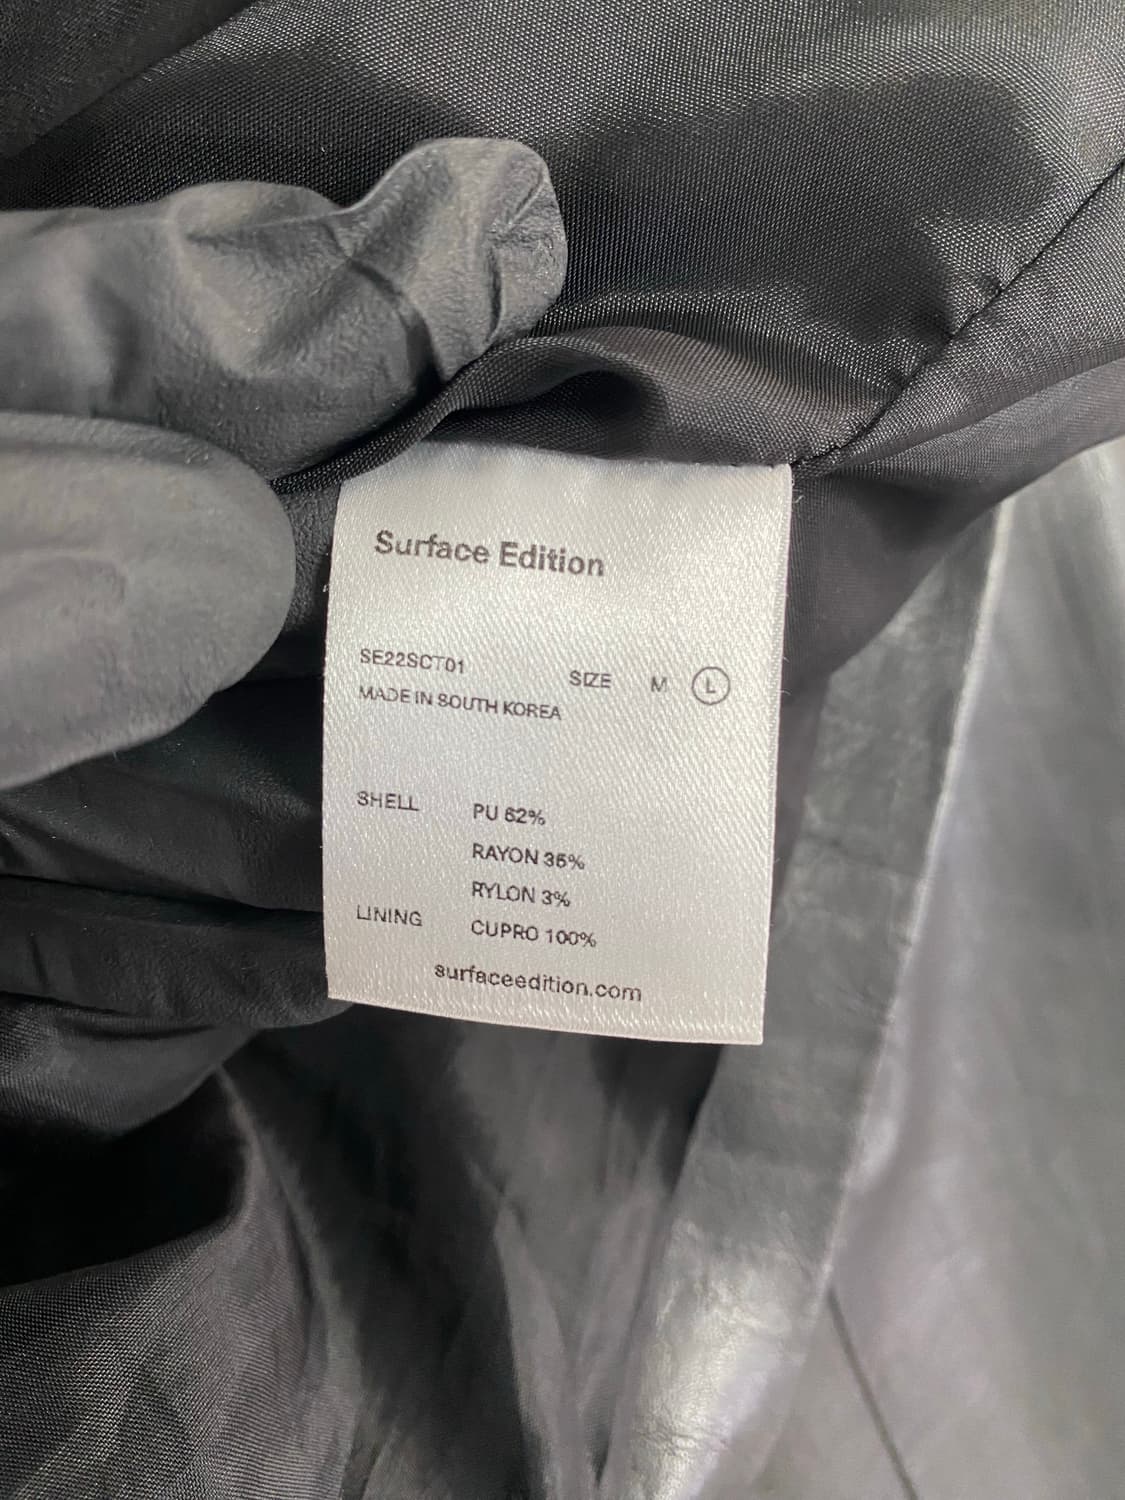 Surface Edition
SE22SCT01 SIZE M L
MADE IN SOUTH KOREA
SHELL PU 62%
RAYON 35%
RYLON 3%
LINING CUPRO 100%
surfaceedition.com